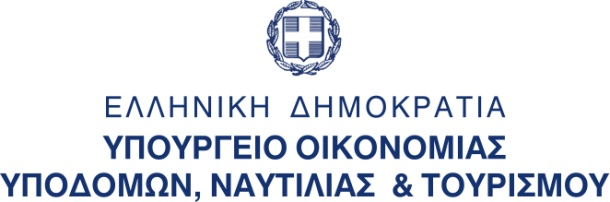 ΕΛΛΗΝΙΚΗ ΔΗΜΟΚΡΑΤΙΑ
ΥΠΟΥΡΓΕΙΟ ΟΙΚΟΝΟΜΙΑΣ
ΥΠΟΔΟΜΩΝ, ΝΑΥΤΙΛΙΑΣ & ΤΟΥΡΙΣΜΟΥ